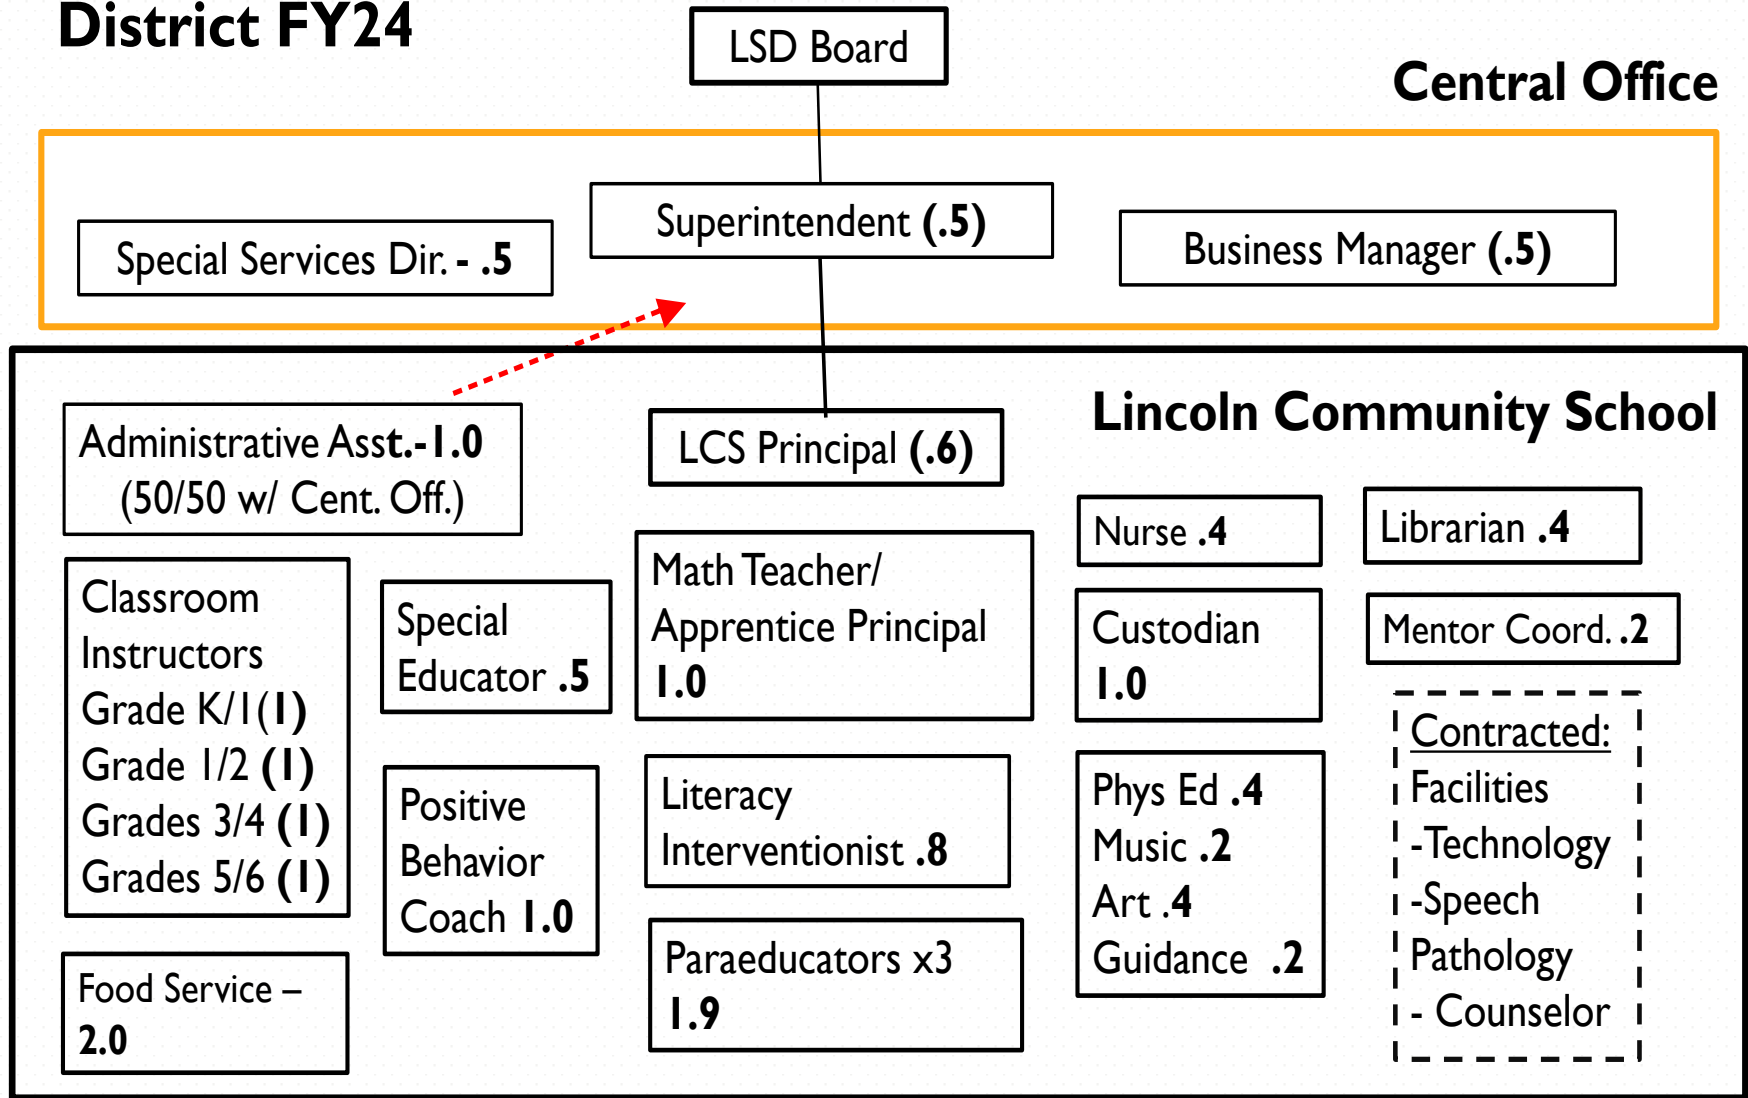 District FY24
LSD Board
Central Office
Special Services Dir. - .5
Superintendent (.5)
Business Manager (.5)
Lincoln Community School
Administrative Asst.-1.0
(50/50 w/ Cent. Off.)
LCS Principal (.6)
Nurse .4
Librarian .4
Classroom
Instructors
Grade K/1(1)
Grade 1/2 (1)
Grades 3/4 (1)
Grades 5/6 (1)
Special
Educator .5
Math Teacher/
Apprentice Principal
1.0
Custodian
1.0
Mentor Coord. .2
Positive
Behavior
Coach 1.0
Literacy
Interventionist .8
Phys Ed .4
Music .2
Art .4
Guidance .2
Contracted:
Facilities
-Technology
-Speech
Pathology
- Counselor
Food Service –
2.0
Paraeducators x3
1.9